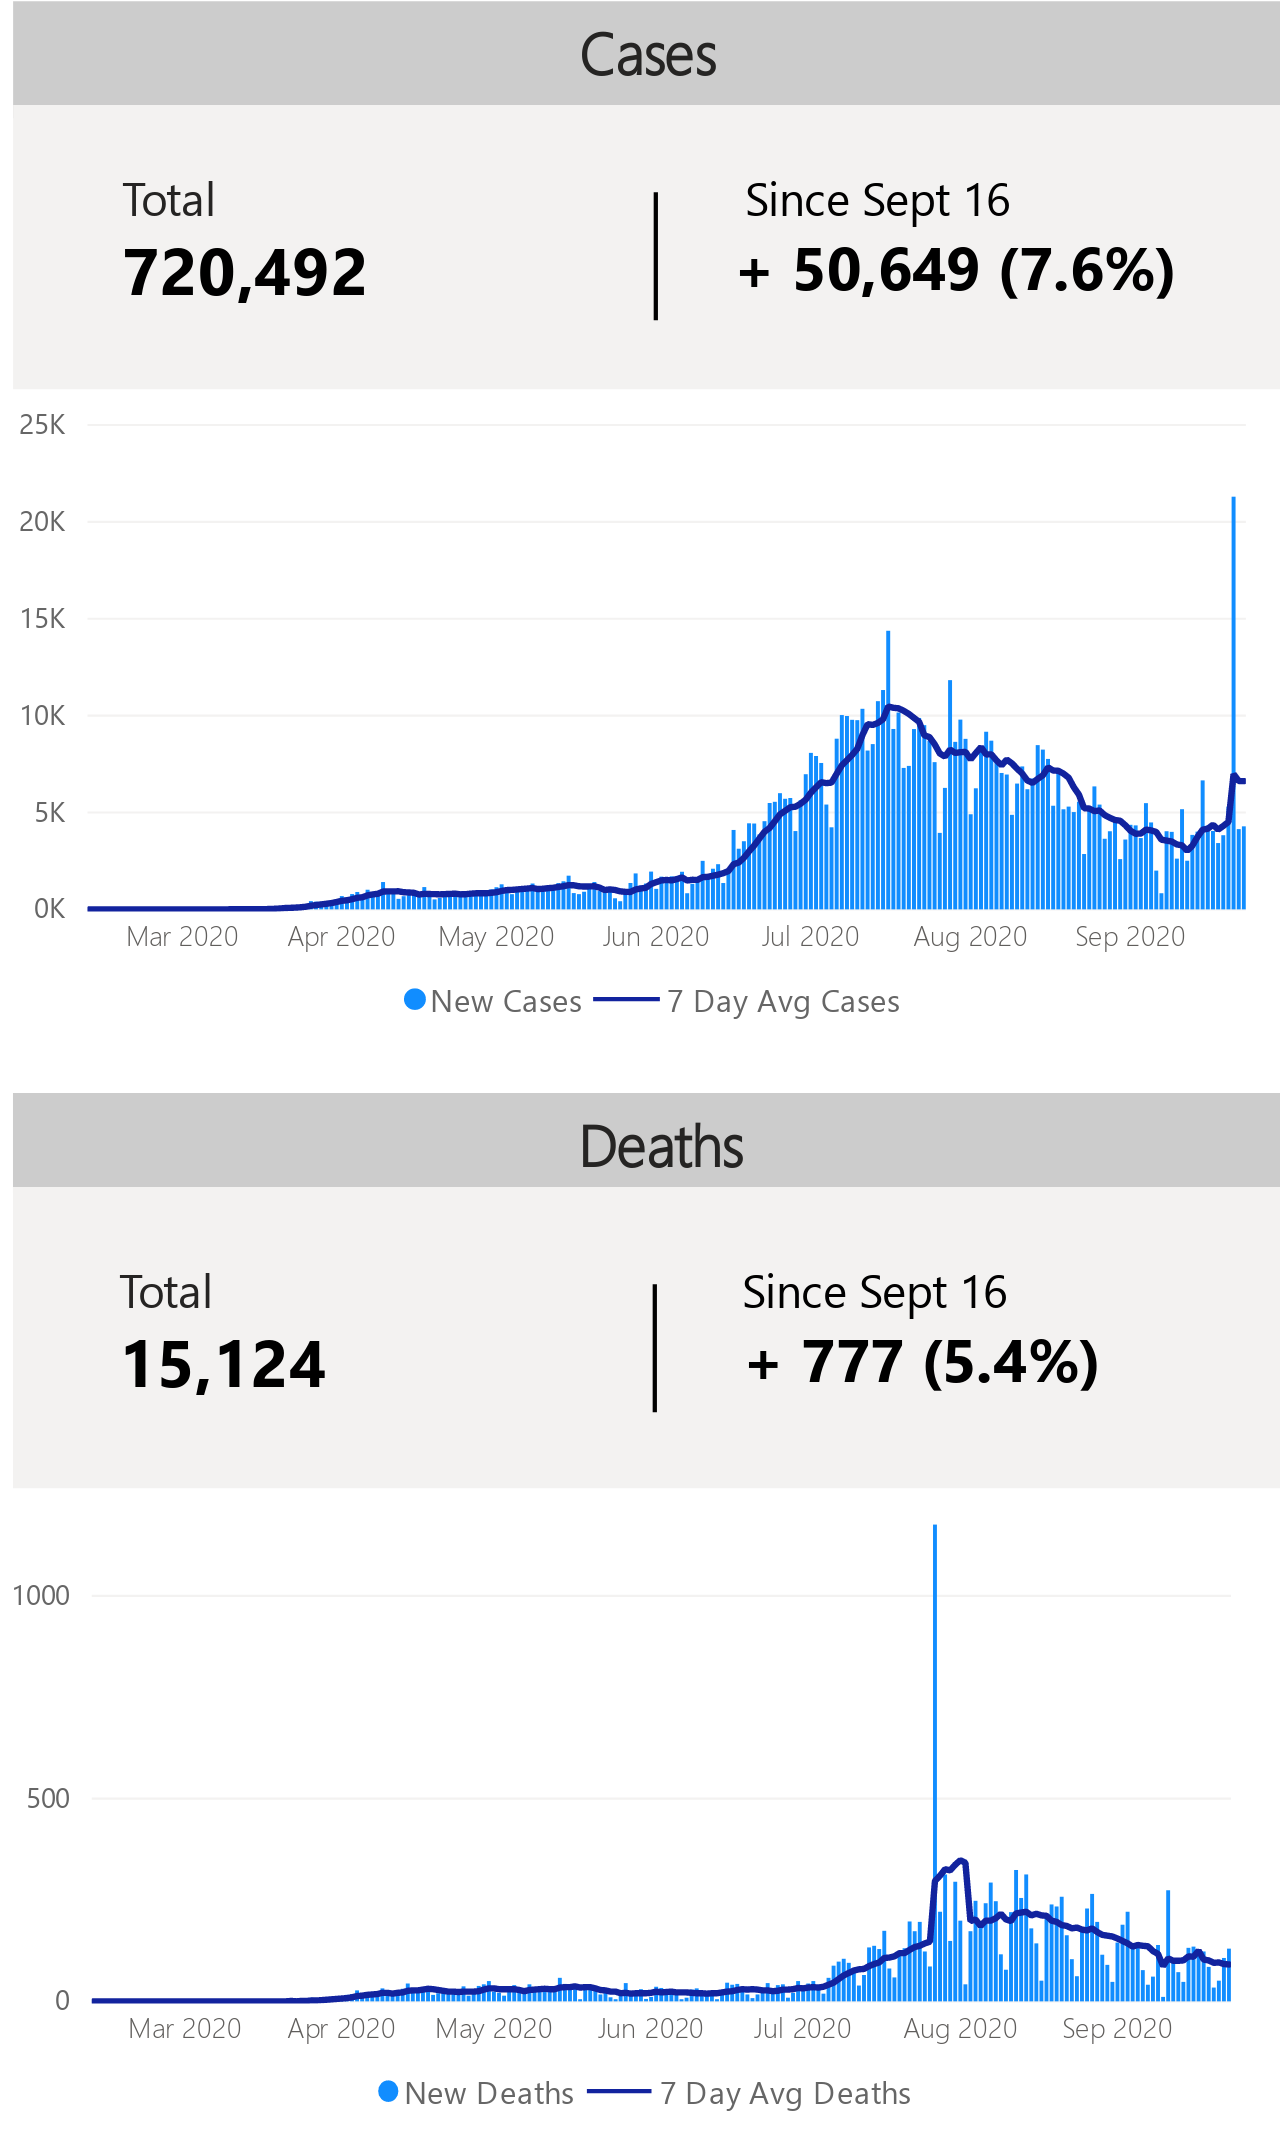 Cases
Total
Since Sept 16
720,492
+ 50,649 (7.6%)
25K
20K
15K
10K
5K
0K
Mar 2020 Apr 2020 May 2020 Jun 2020 Jul 2020 Aug 2020 Sep 2020
New Cases 7 Day Avg Cases
Deaths
Total
Since Sept 16
15,124
+ 777 (5.4%)
1000
500
0
Mar 2020 Apr 2020 May 2020 Jun 2020 Jul 2020 Aug 2020 Sep 2020
New Deaths 7 Day Avg Deaths